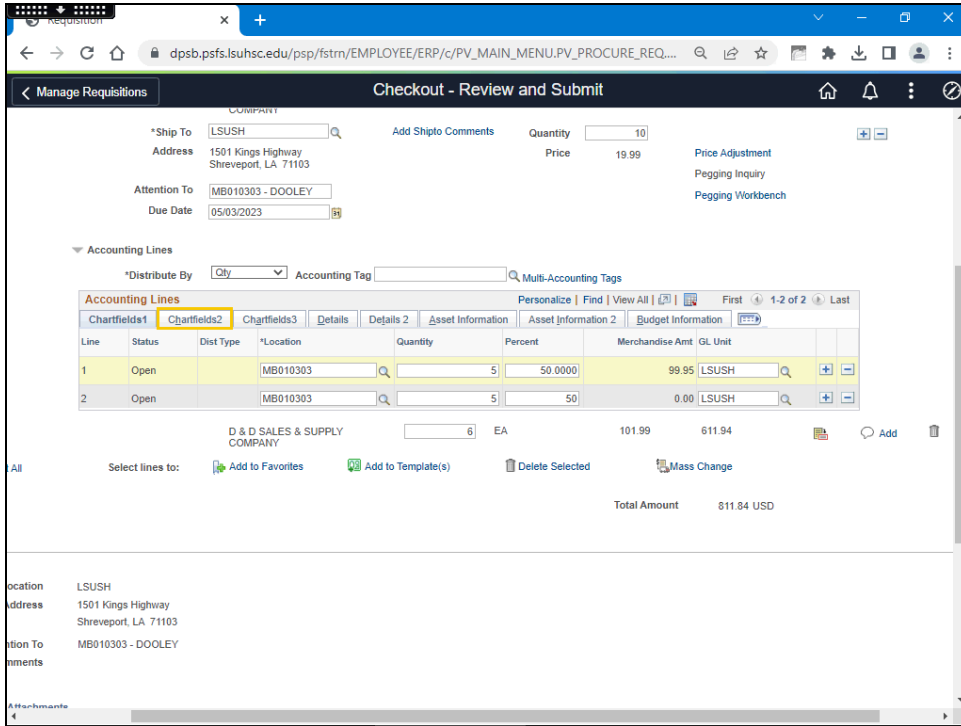 Requisition
dpsb.psfs.lsuhsc.edu/psp/fstrn/EMPLOYEE/ERP/c/PV_MAIN_MENU.PV_PROCURE_REQ....
Manage Requisitions
Checkout - Review and Submit
COMPANY
*Ship To LSUSH Add Shipto Comments Quantity 10
Address 1501 Kings Highway Price 19.99 Price Adjustment
Shreveport, LA 71103
Pegging Inquiry
Attention To MB010303 - DOOLEY Pegging Workbench
Due Date 05/03/2023
Accounting Lines
*Distribute By Qty Accounting Tag Multi-Accounting Tags
Accounting Lines Personalize | Find | View All | First 1-2 of 2 Last
Chartfields1 Chartfields2 Chartfields3 Details Details 2 Asset Information Asset Information 2 Budget Information
Line Status Dist Type *Location Quantity Percent Merchandise Amt GL Unit
1 Open MB010303 5 50.0000 99.95 LSUSH
2 Open MB010303 5 50 0.00 LSUSH
D & D SALES & SUPPLY 6 EA 101.99 611.94 Add
COMPANY
t All Select lines to: Add to Favorites Add to Template(s) Delete Selected Mass Change
Total Amount 811.84 USD
ocation LSUSH
Address 1501 Kings Highway
Shreveport, LA 71103
ntion To MB010303 - DOOLEY
mments
Attachments